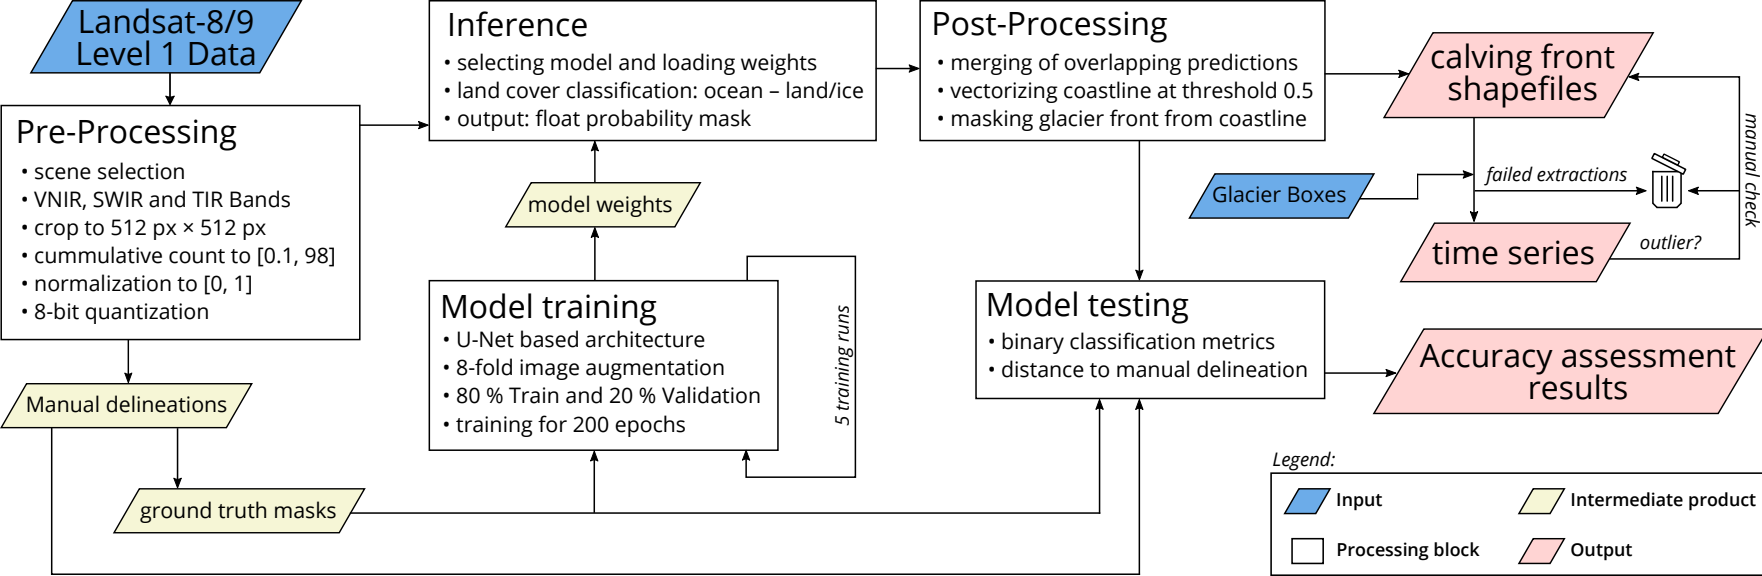 Landsat-8/9
Level 1 Data
Pre-Processing
• scene selection
• VNIR, SWIR and TIR Bands
• crop to 512 px × 512 px
• cummulative count to [0.1, 98]
• normalization to [0, 1]
• 8-bit quantization
Manual delineations
ground truth masks
Inference
• selecting model and loading weights
• land cover classification: ocean – land/ice
• output: float probability mask
model weights
Model training
• U-Net based architecture
• 8-fold image augmentation
• 80 % Train and 20 % Validation
• training for 200 epochs
5 training runs
Post-Processing
• merging of overlapping predictions
• vectorizing coastline at threshold 0.5
• masking glacier front from coastline
Model testing
• binary classification metrics
• distance to manual delineation
calving front
shapefiles
Glacier Boxes
failed extractions
manual check
time series
outlier?
Accuracy assessment
results
Legend:
Input
Intermediate product
Processing block
Output